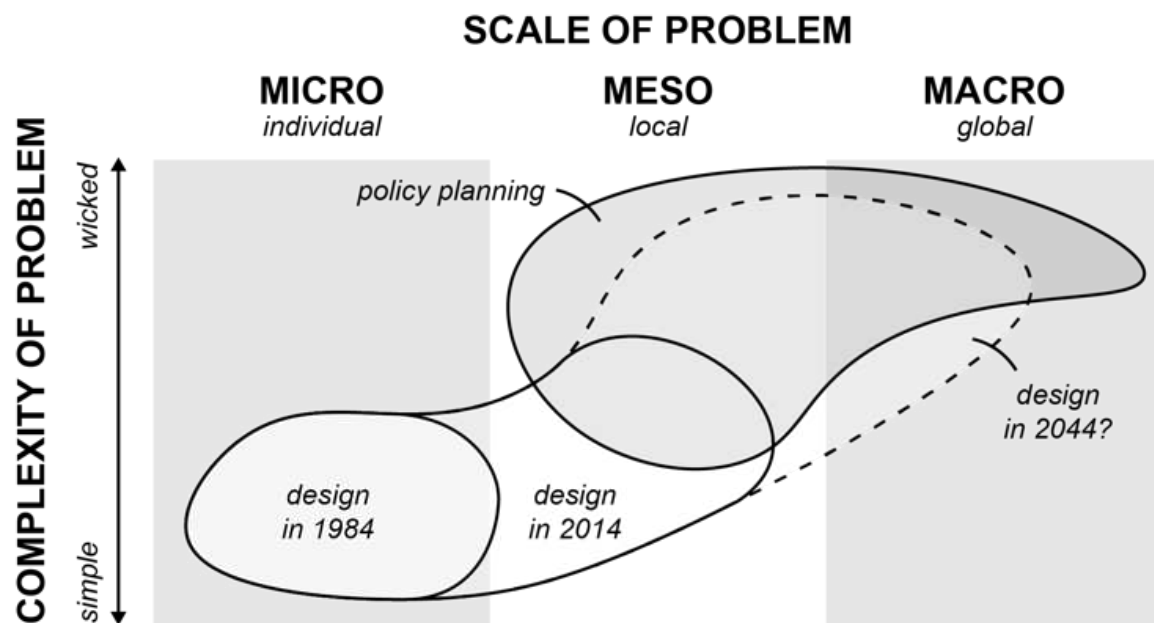 SCALE OF PROBLEM
MICRO
individual
MESO
local
MACRO
global
COMPLEXITY OF PROBLEM
wicked
simple
policy planning
design
in 1984
design
in 2014
design
in 2044?